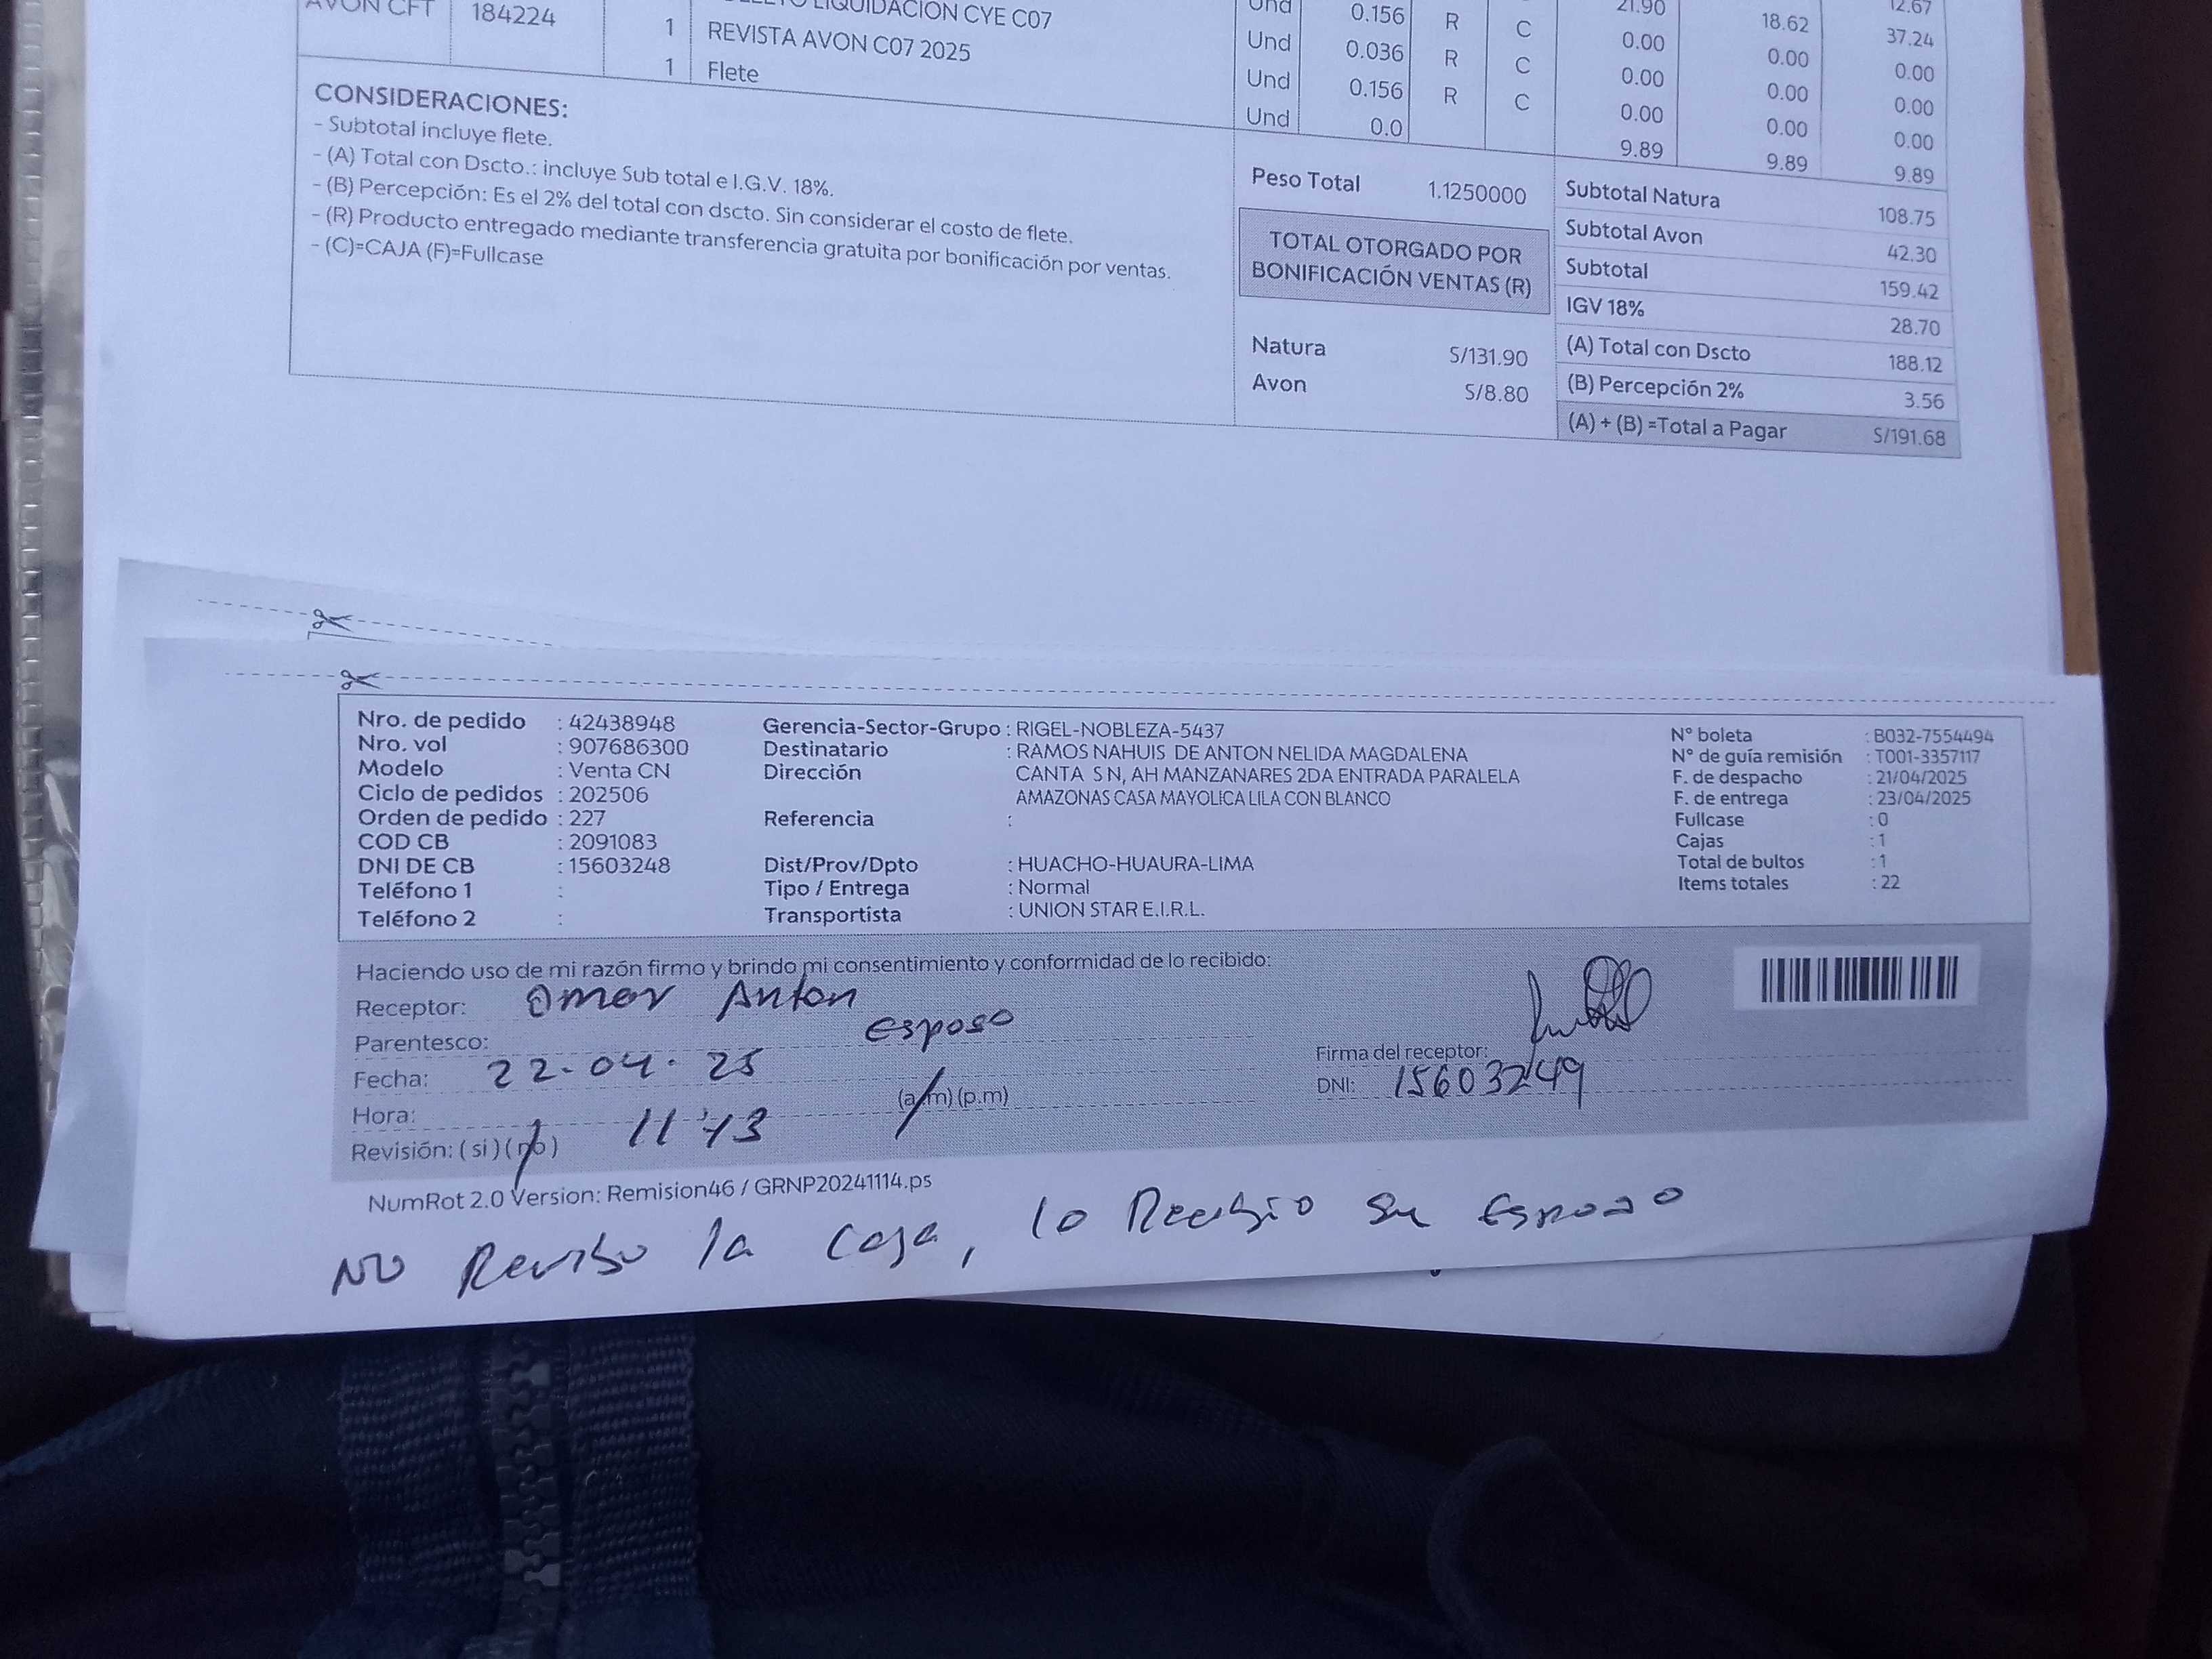 AVON CFT 184224 LIQUIDACIÓN CYE C07 Und 0.156 R C 21.90 18.62 12.67
1 REVISTA AVON C07 2025 Und 0.036 R C 0.00 0.00 37.24
1 Flete Und 0.156 R C 0.00 0.00 0.00
Und 0.0 0.00 0.00 0.00
9.89 9.89 0.00
9.89
CONSIDERACIONES:
- Subtotal incluye flete.
- (A) Total con Dscto.: incluye Sub total e I.G.V. 18%.
- (B) Percepción: Es el 2% del total con dscto. Sin considerar el costo de flete.
- (R) Producto entregado mediante transferencia gratuita por bonificación por ventas.
- (C)=CAJA (F)=Fullcase
Peso Total 1.1250000
TOTAL OTORGADO POR
BONIFICACIÓN VENTAS (R)
Natura S/131.90
Avon S/8.80
Subtotal Natura 108.75
Subtotal Avon 42.30
Subtotal 159.42
IGV 18% 28.70
(A) Total con Dscto 188.12
(B) Percepción 2% 3.56
(A) + (B) =Total a Pagar S/191.68
Nro. de pedido : 42438948
Nro. vol : 907686300
Modelo : Venta CN
Ciclo de pedidos : 202506
Orden de pedido : 227
COD CB : 2091083
DNI DE CB : 15603248
Teléfono 1 :
Teléfono 2 :
Gerencia-Sector-Grupo : RIGEL-NOBLEZA-5437
Destinatario : RAMOS NAHUIS DE ANTON NELIDA MAGDALENA
Dirección CANTA S N, AH MANZANARES 2DA ENTRADA PARALELA
AMAZONAS CASA MAYOLICA LILA CON BLANCO
Referencia :
Dist/Prov/Dpto : HUACHO-HUAURA-LIMA
Tipo / Entrega : Normal
Transportista : UNION STAR E.I.R.L.
N° boleta : B032-7554494
N° de guía remisión : T001-3357117
F. de despacho : 21/04/2025
F. de entrega : 23/04/2025
Fullcase : 0
Cajas : 1
Total de bultos : 1
Items totales : 22
Haciendo uso de mi razón firmo y brindo mi consentimiento y conformidad de lo recibido:
Receptor: Omer Anton
Parentesco: Esposo
Fecha: 22-04-25
Hora: 11:13 (a.m) (p.m)
Revisión: (si) (no)
Firma del receptor:
DNI: 15603249
NumRot 2.0 Version: Remision46 / GRNP20241114.ps
NO Reviso la Caja, lo Recibio su Esposo